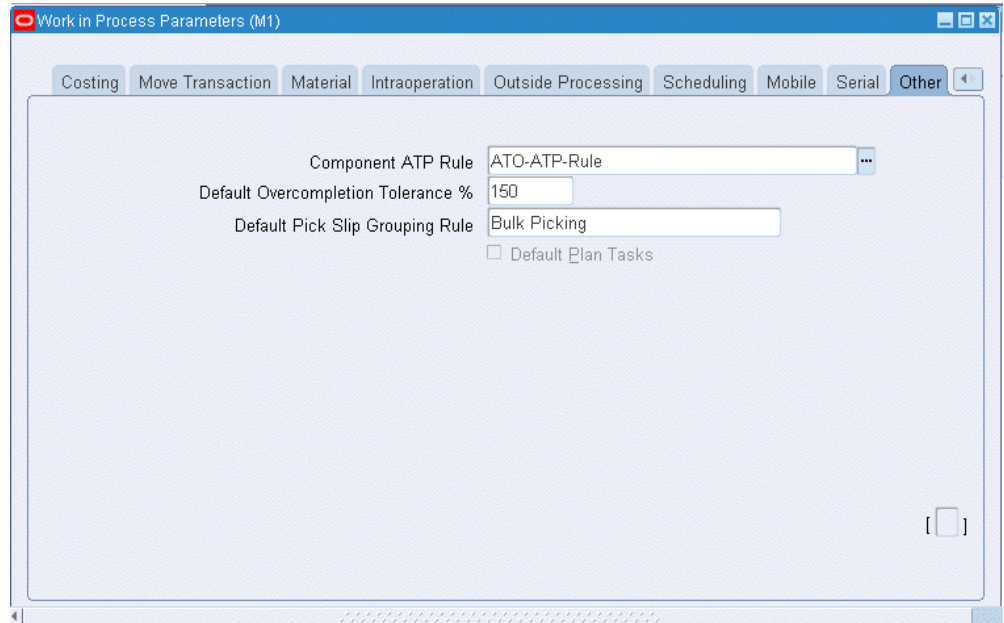 Work in Process Parameters (M1)
Costing Move Transaction Material Intraoperation Outside Processing Scheduling Mobile Serial Other
Component ATP Rule ATO-ATP-Rule ...
Default Overcompletion Tolerance % 150
Default Pick Slip Grouping Rule Bulk Picking
Default Plan Tasks
[ ]